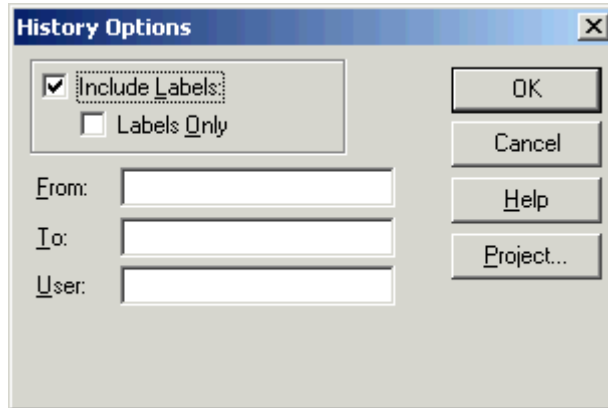 History Options
Include Labels:
Labels Only
From:
To:
User:
OK
Cancel
Help
Project...